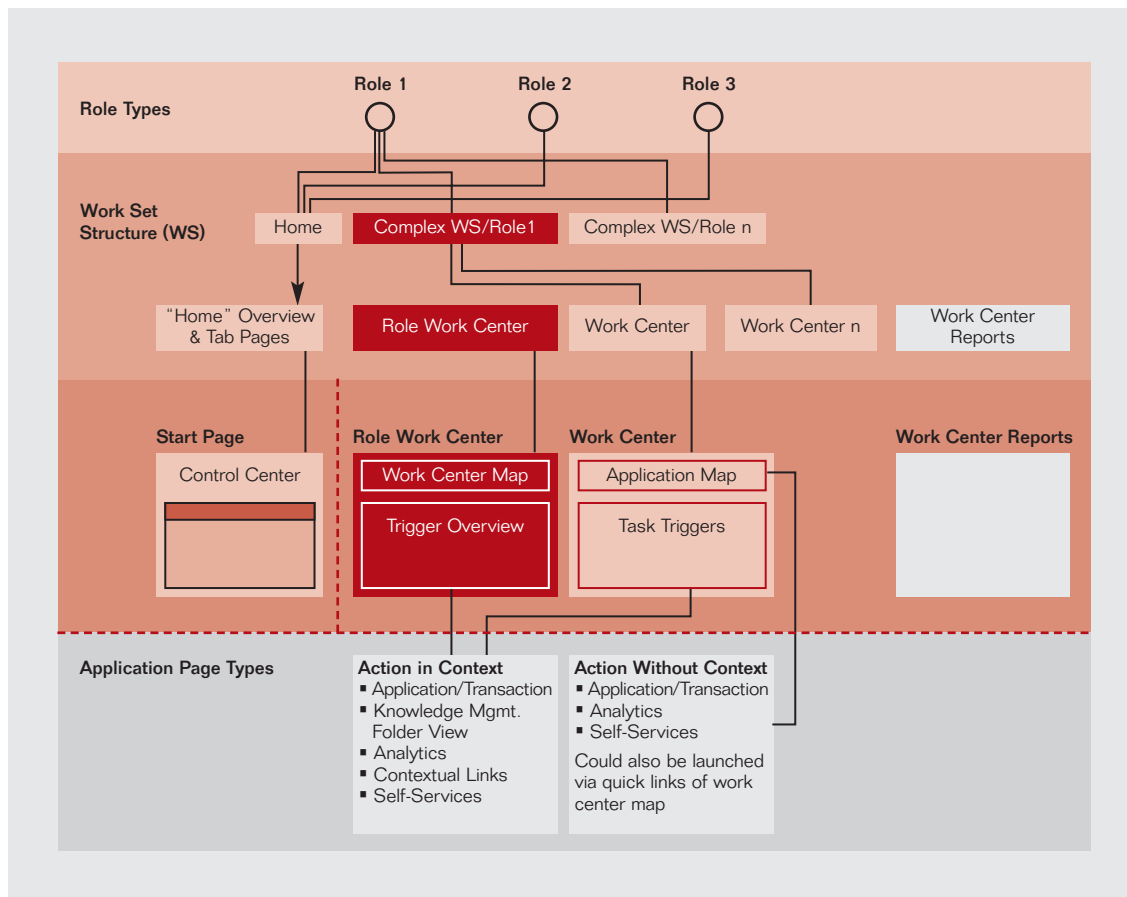 Role 1
Role 2
Role 3
Role Types
Work Set
Structure (WS)
Home
Complex WS/Role1
Complex WS/Role n
“Home” Overview
& Tab Pages
Role Work Center
Work Center
Work Center n
Work Center
Reports
Start Page
Role Work Center
Work Center
Work Center Reports
Control Center
Work Center Map
Application Map
Trigger Overview
Task Triggers
Application Page Types
Action in Context
▪ Application/Transaction
▪ Knowledge Mgmt.
Folder View
▪ Analytics
▪ Contextual Links
▪ Self-Services
Action Without Context
▪ Application/Transaction
▪ Analytics
▪ Self-Services
Could also be launched
via quick links of work
center map